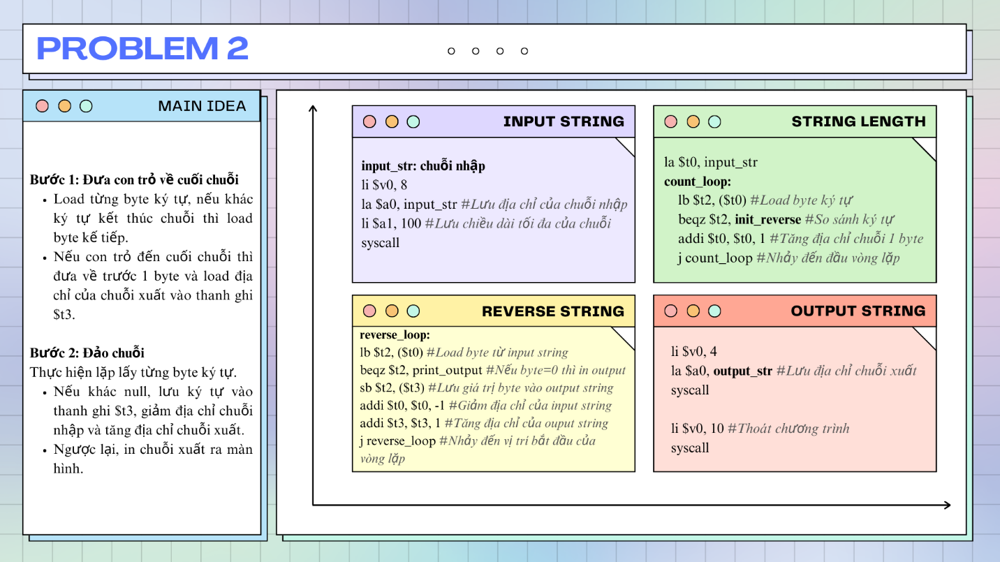 PROBLEM 2
MAIN IDEA
Bước 1: Đưa con trỏ về cuối chuỗi
• Load từng byte ký tự, nếu khác
ký tự kết thúc chuỗi thì load
byte kế tiếp.
• Nếu con trỏ đến cuối chuỗi thì
đưa về trước 1 byte và load địa
chỉ của chuỗi xuất vào thanh ghi
$t3.
Bước 2: Đảo chuỗi
Thực hiện lặp lấy từng byte ký tự.
• Nếu khác null, lưu ký tự vào
thanh ghi $t3, giảm địa chỉ chuỗi
nhập và tăng địa chỉ chuỗi xuất.
• Ngược lại, in chuỗi xuất ra màn
hình.
INPUT STRING
input_str: chuỗi nhập
li $v0, 8
la $a0, input_str #Lưu địa chỉ của chuỗi nhập
li $a1, 100 #Lưu chiều dài tối đa của chuỗi
syscall
STRING LENGTH
la $t0, input_str
count_loop:
lb $t2, ($t0) #Load byte ký tự
beqz $t2, init_reverse #So sánh ký tự
addi $t0, $t0, 1 #Tăng địa chỉ chuỗi 1 byte
j count_loop #Nhảy đến đầu vòng lặp
REVERSE STRING
reverse_loop:
lb $t2, ($t0) #Load byte từ input string
beqz $t2, print_output #Nếu byte=0 thì in output
sb $t2, ($t3) #Lưu giá trị byte vào output string
addi $t0, $t0, -1 #Giảm địa chỉ của input string
addi $t3, $t3, 1 #Tăng địa chỉ của ouput string
j reverse_loop #Nhảy đến vị trí bắt đầu của
vòng lặp
OUTPUT STRING
li $v0, 4
la $a0, output_str #Lưu địa chỉ chuỗi xuất
syscall
li $v0, 10 #Thoát chương trình
syscall